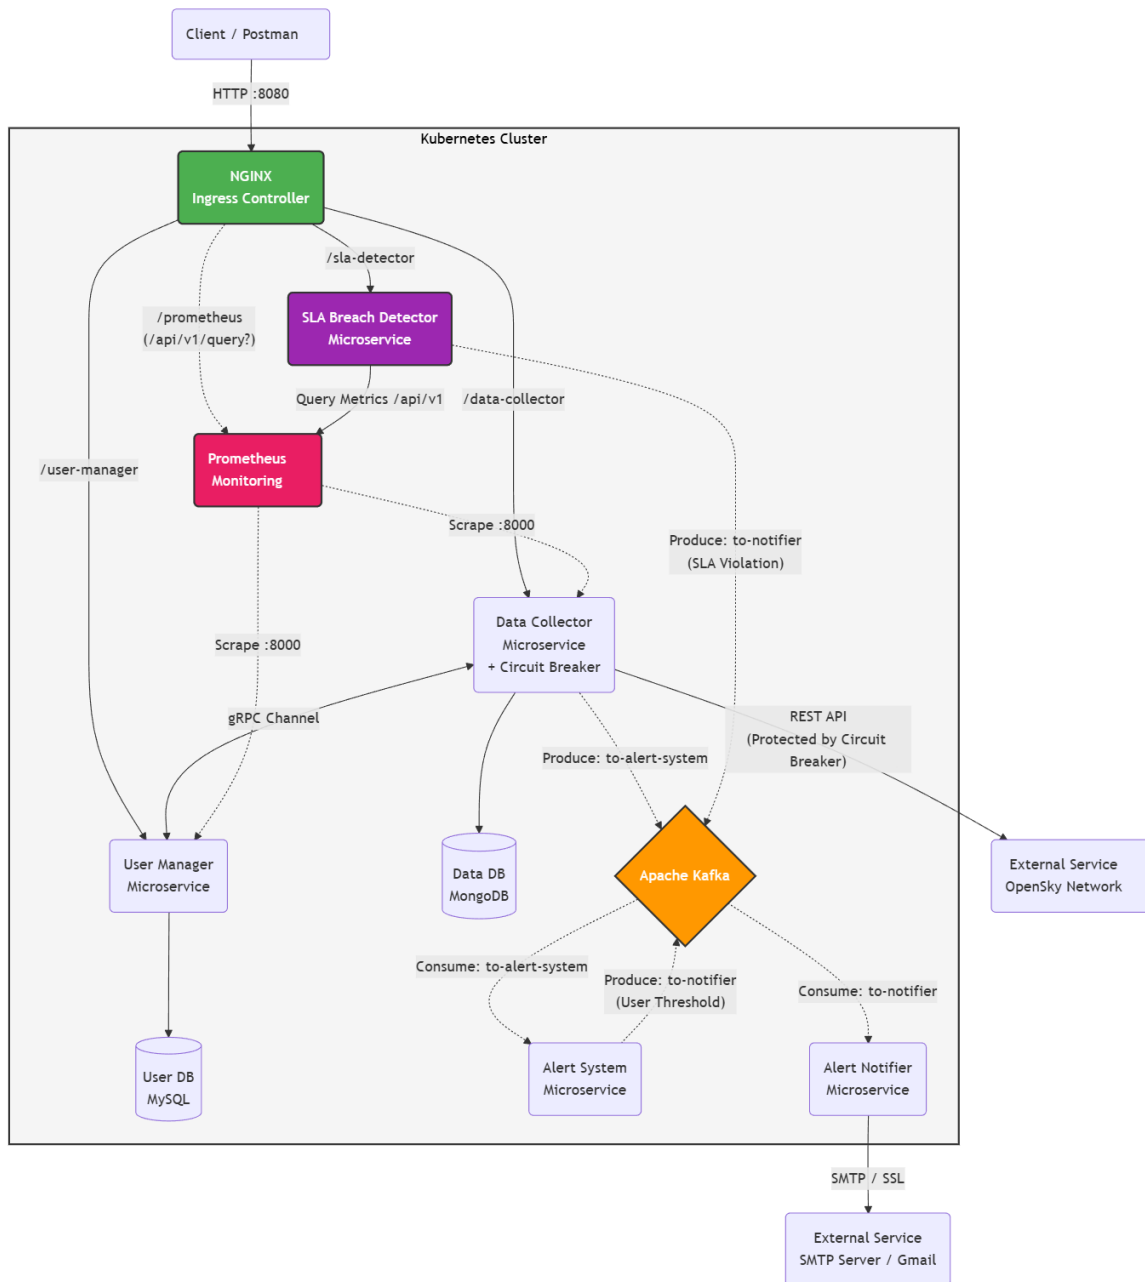 Client / Postman
HTTP :8080
Kubernetes Cluster
NGINX
Ingress Controller
/sla-detector
/prometheus
(/api/v1/query?)
SLA Breach Detector
Microservice
Query Metrics /api/v1
/data-collector
/user-manager
Prometheus
Monitoring
Scrape :8000
Produce: to-notifier
(SLA Violation)
Scrape :8000
Data Collector
Microservice
+ Circuit Breaker
gRPC Channel
REST API
(Protected by Circuit
Breaker)
Produce: to-alert-system
User Manager
Microservice
Data DB
MongoDB
Apache Kafka
External Service
OpenSky Network
Consume: to-alert-system
Produce: to-notifier
(User Threshold)
Consume: to-notifier
User DB
MySQL
Alert System
Microservice
Alert Notifier
Microservice
SMTP / SSL
External Service
SMTP Server / Gmail